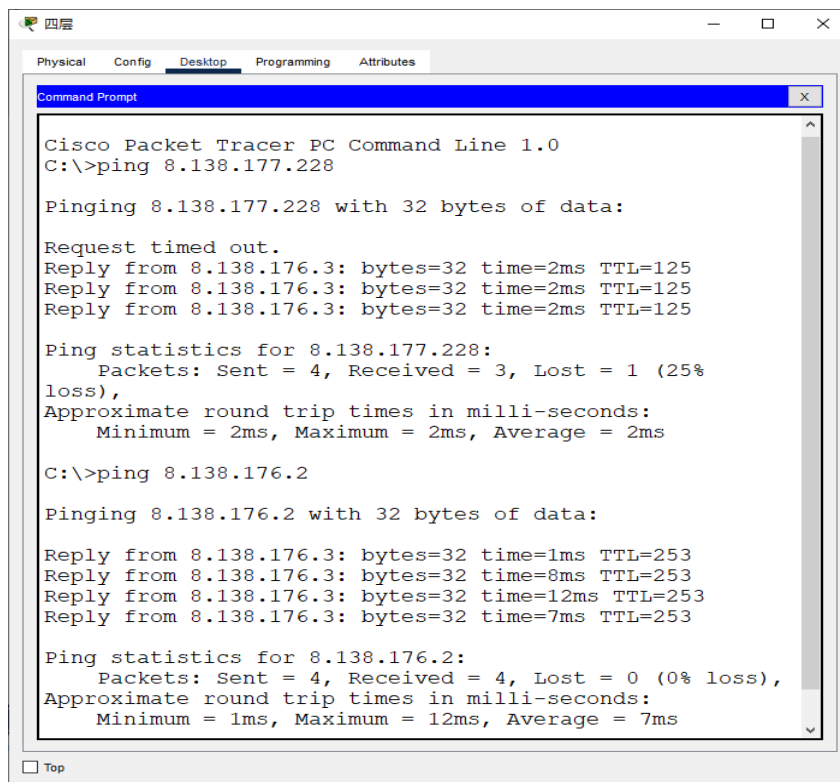 四层
Physical Config Desktop Programming Attributes
Command Prompt X
Cisco Packet Tracer PC Command Line 1.0
C:\>ping 8.138.177.228
Pinging 8.138.177.228 with 32 bytes of data:
Request timed out.
Reply from 8.138.176.3: bytes=32 time=2ms TTL=125
Reply from 8.138.176.3: bytes=32 time=2ms TTL=125
Reply from 8.138.176.3: bytes=32 time=2ms TTL=125
Ping statistics for 8.138.177.228:
Packets: Sent = 4, Received = 3, Lost = 1 (25%
loss),
Approximate round trip times in milli-seconds:
Minimum = 2ms, Maximum = 2ms, Average = 2ms
C:\>ping 8.138.176.2
Pinging 8.138.176.2 with 32 bytes of data:
Reply from 8.138.176.3: bytes=32 time=1ms TTL=253
Reply from 8.138.176.3: bytes=32 time=8ms TTL=253
Reply from 8.138.176.3: bytes=32 time=12ms TTL=253
Reply from 8.138.176.3: bytes=32 time=7ms TTL=253
Ping statistics for 8.138.176.2:
Packets: Sent = 4, Received = 4, Lost = 0 (0% loss),
Approximate round trip times in milli-seconds:
Minimum = 1ms, Maximum = 12ms, Average = 7ms
Top